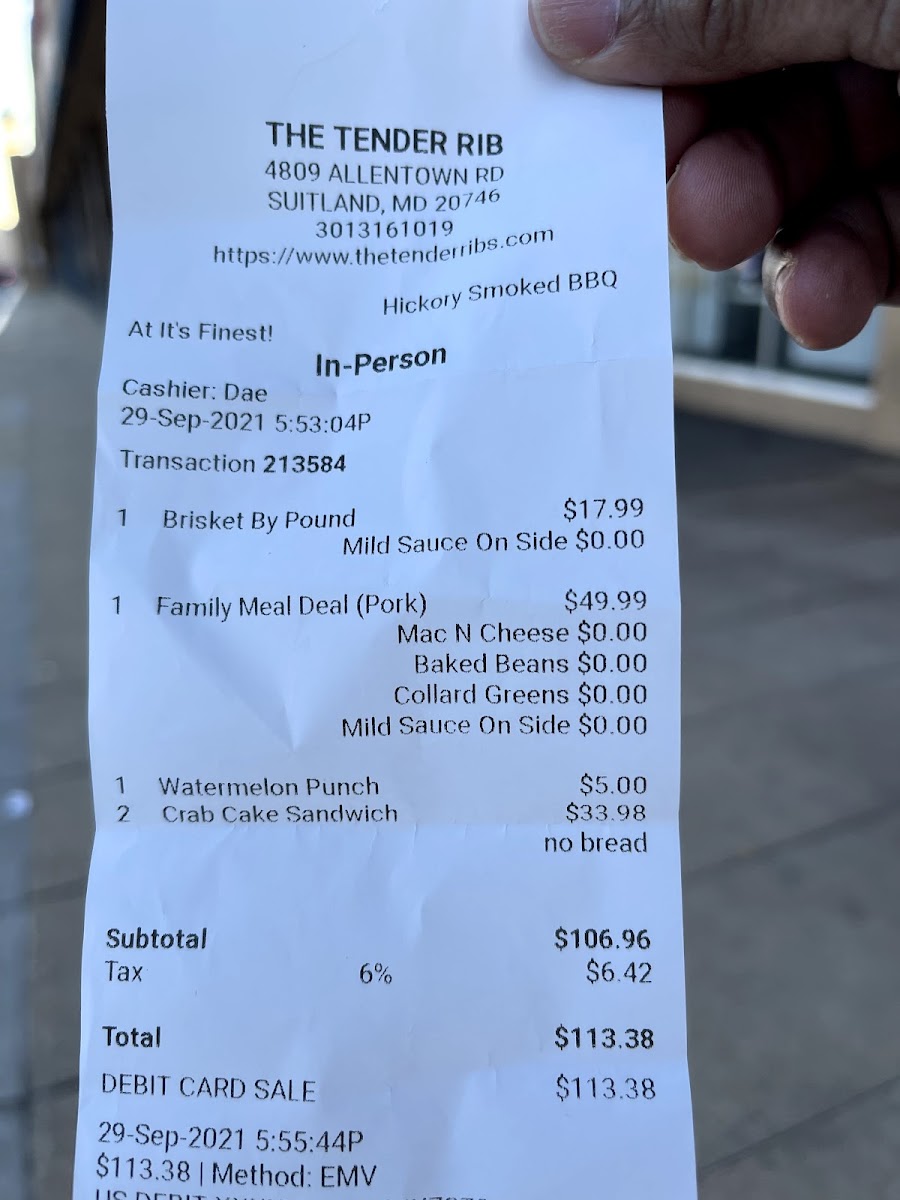 THE TENDER RIB
4809 ALLENTOWN RD
SUITLAND, MD 20746
3013161019
https://www.thetenderribs.com
Hickory Smoked BBQ
At It's Finest!
In-Person
Cashier: Dae
29-Sep-2021 5:53:04P
Transaction 213584
1 Brisket By Pound $17.99
Mild Sauce On Side $0.00
1 Family Meal Deal (Pork) $49.99
Mac N Cheese $0.00
Baked Beans $0.00
Collard Greens $0.00
Mild Sauce On Side $0.00
1 Watermelon Punch $5.00
2 Crab Cake Sandwich $33.98
no bread
Subtotal $106.96
Tax 6% $6.42
Total $113.38
DEBIT CARD SALE $113.38
29-Sep-2021 5:55:44P
$113.38 | Method: EMV
US DEBIT